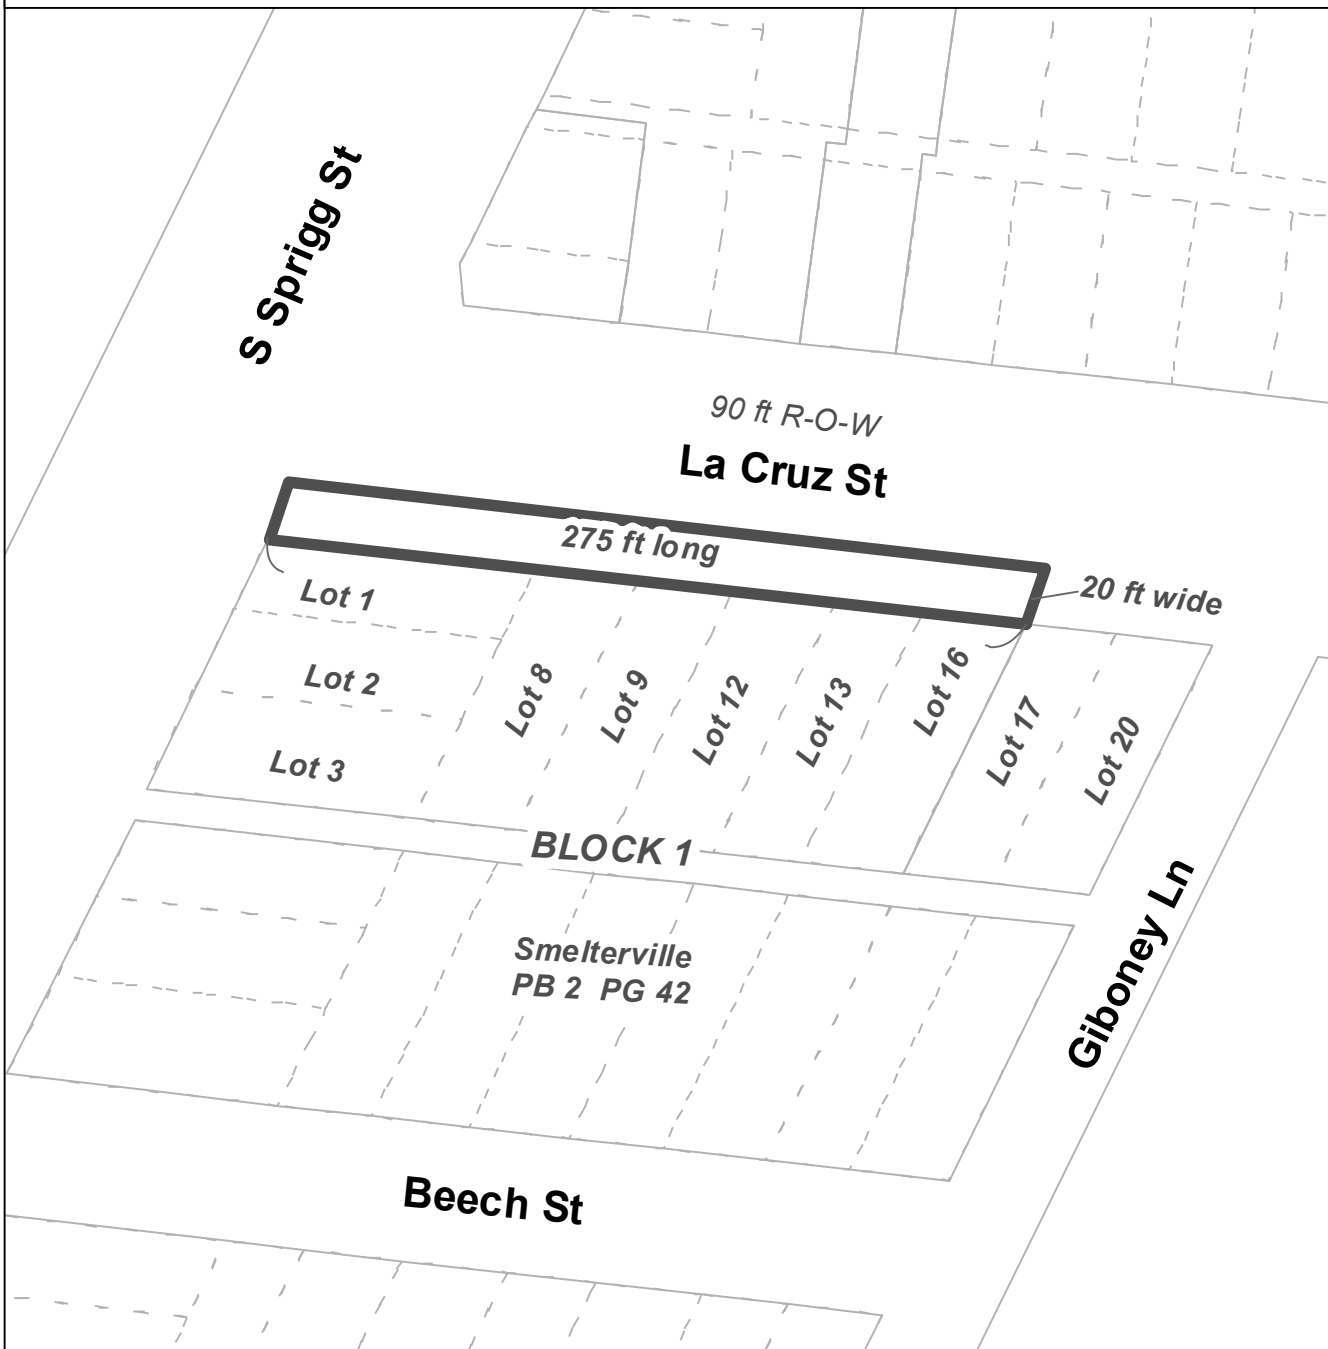 S Sprigg St
90 ft R-O-W
La Cruz St
275 ft long
20 ft wide
Lot 1
Lot 2
Lot 3
Lot 8
Lot 9
Lot 12
Lot 13
Lot 16
Lot 17
Lot 20
BLOCK 1
Smelterville
PB 2 PG 42
Giboney Ln
Beech St